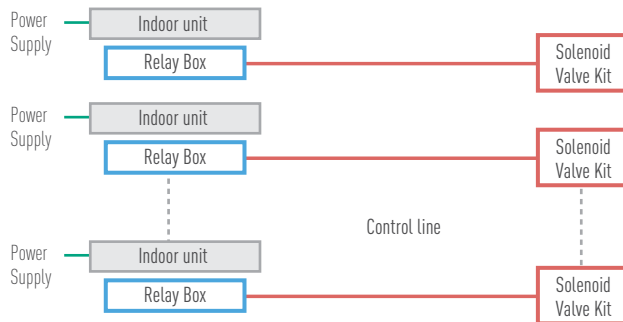 Power
Supply
Indoor unit
Relay Box
Solenoid
Valve Kit
Power
Supply
Indoor unit
Relay Box
Solenoid
Valve Kit
Control line
Power
Supply
Indoor unit
Relay Box
Solenoid
Valve Kit